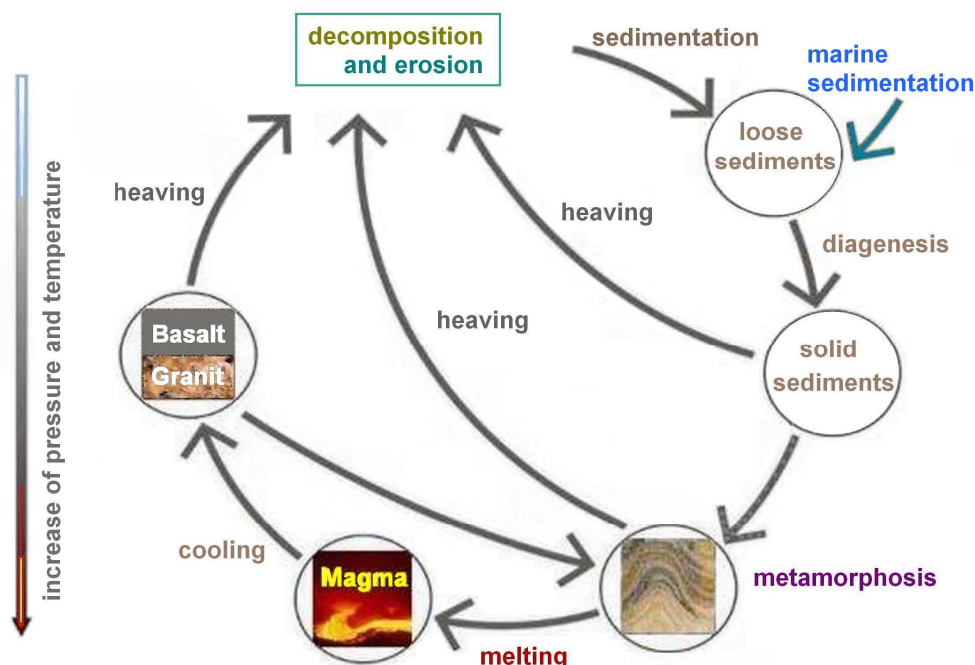 decomposition
and erosion
sedimentation
marine
sedimentation
loose
sediments
heaving
heaving
diagenesis
increase of pressure and temperature
heaving
Basalt
Granit
solid
sediments
cooling
Magma
metamorphosis
melting